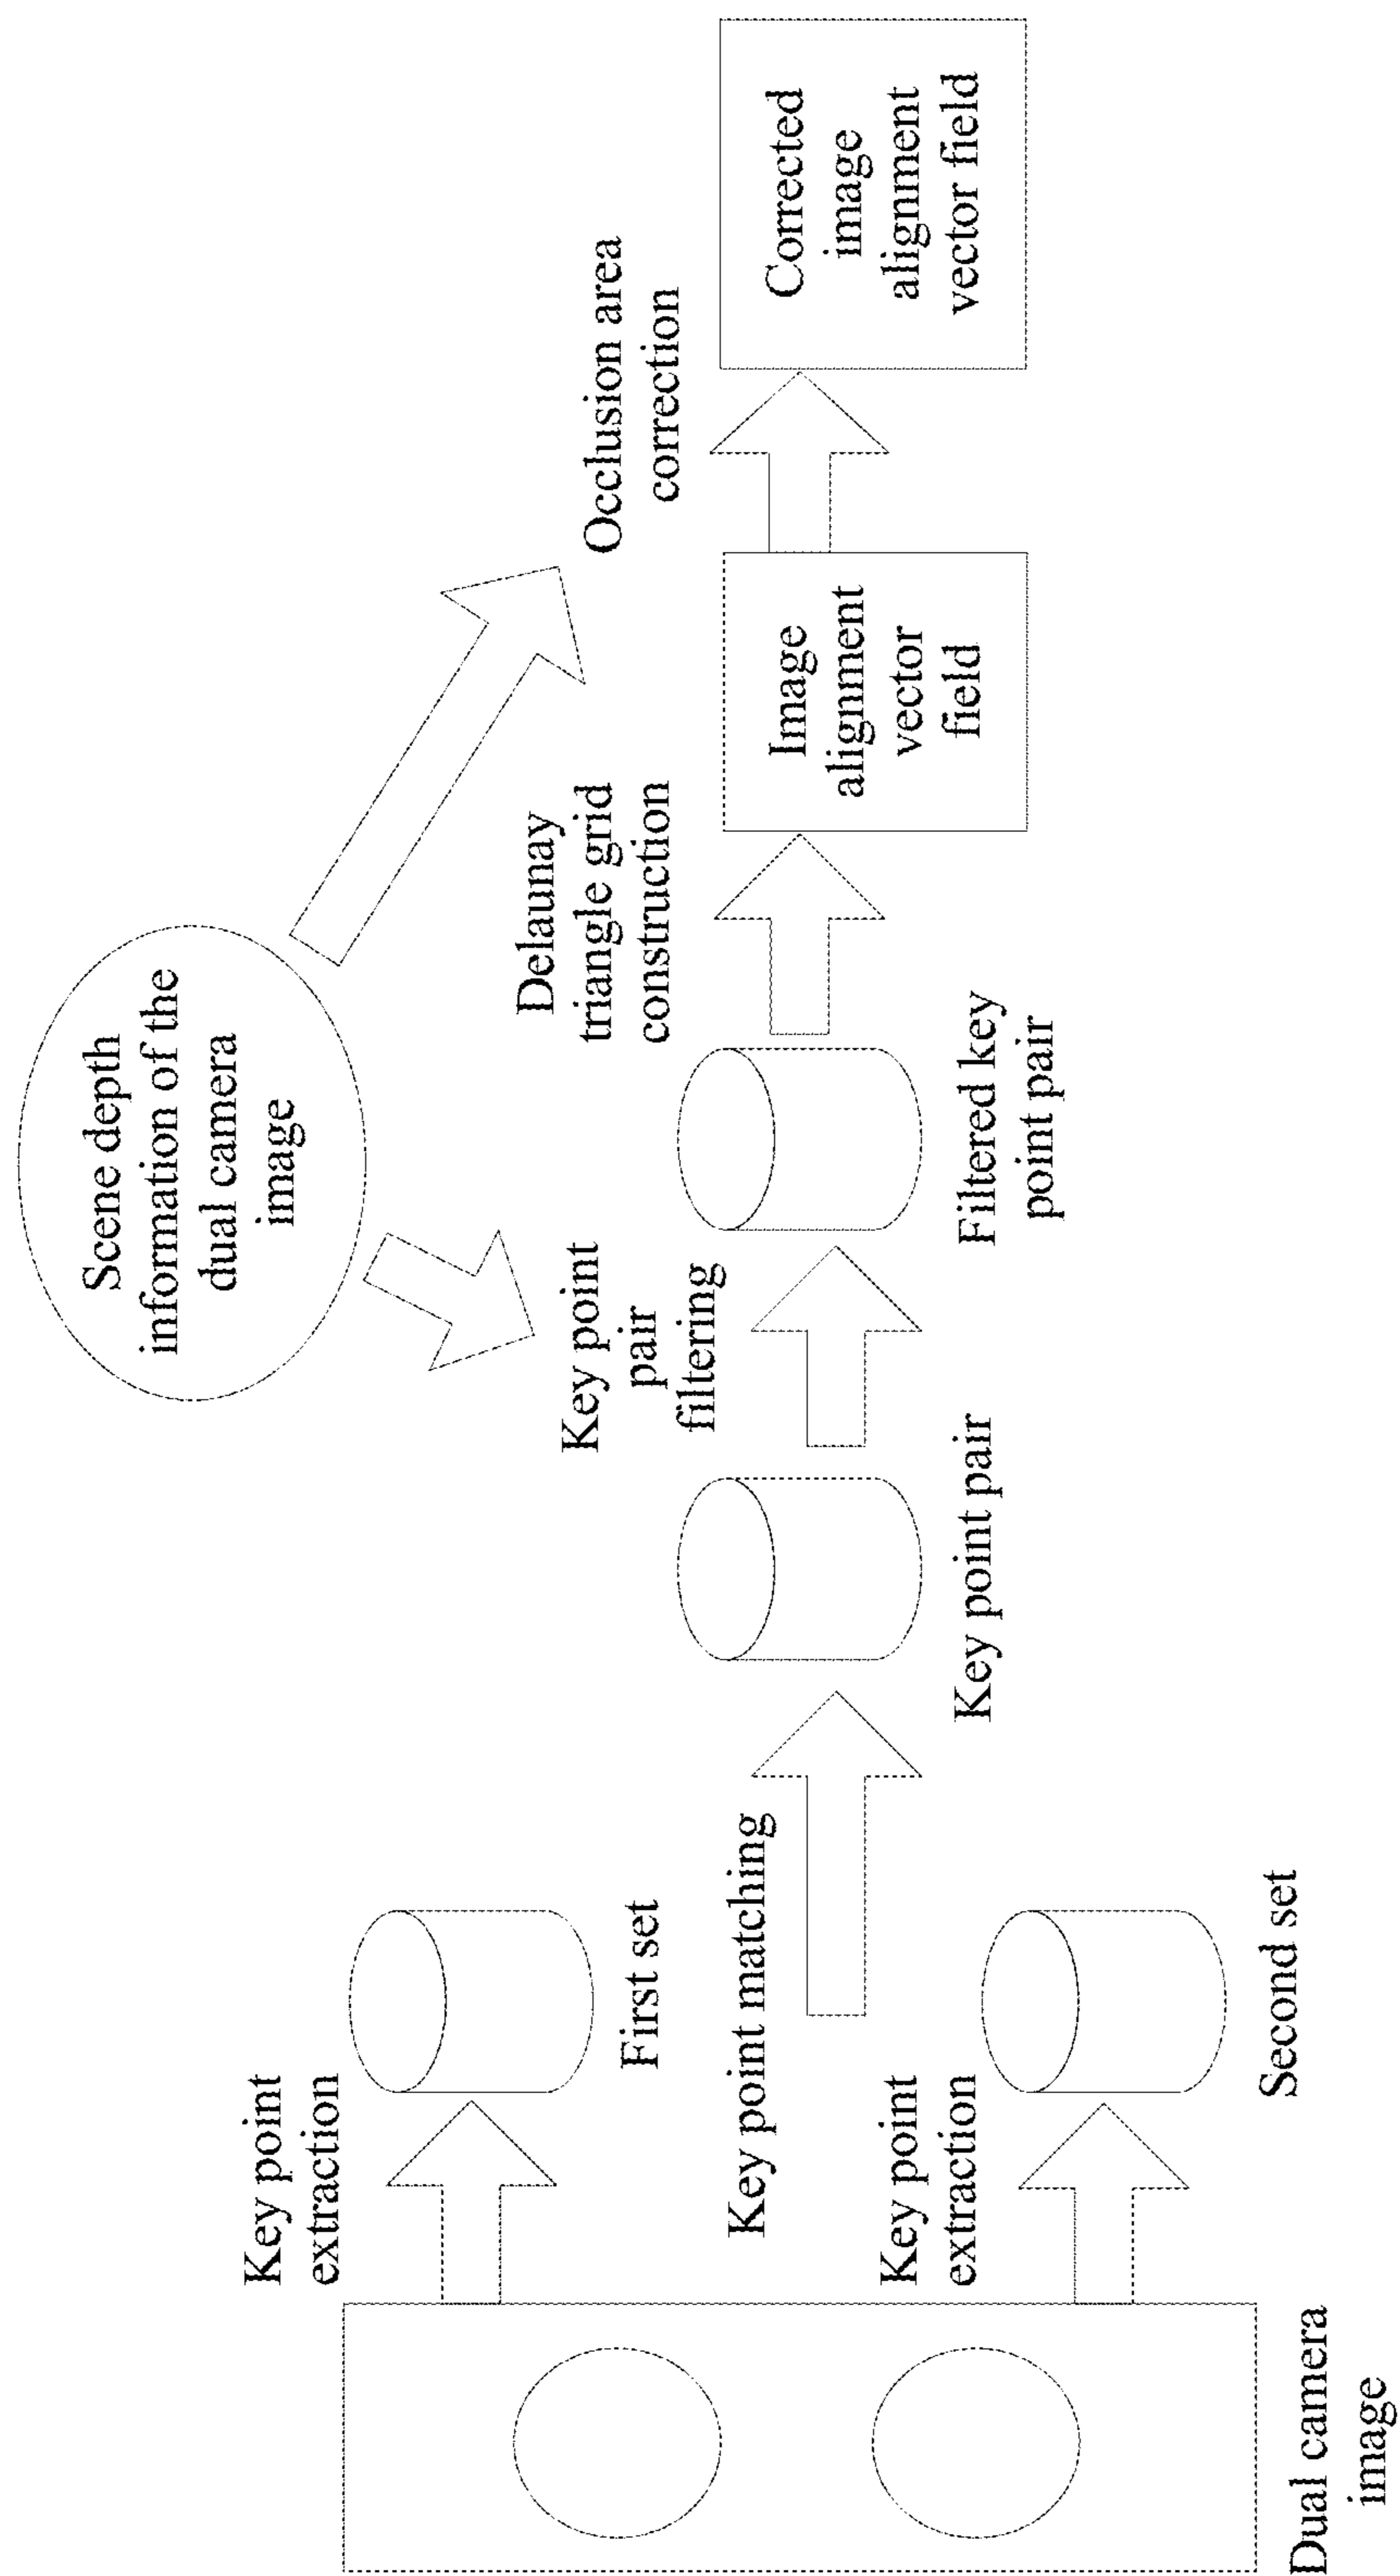 Dual camera
image
Key point
extraction
First set
Key point
extraction
Second set
Key point matching
Key point pair
Key point
pair
filtering
Filtered key
point pair
Scene depth
information of the
dual camera
image
Delaunay
triangle grid
construction
Image
alignment
vector
field
Occlusion area
correction
Corrected
image
alignment
vector field